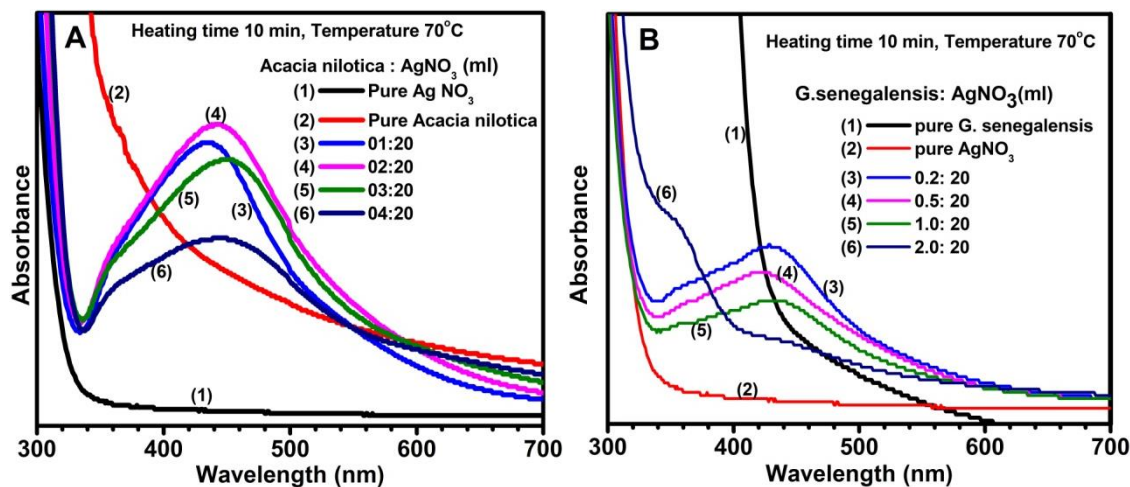 A
Heating time 10 min, Temperature 70°C
Acacia nilotica : AgNO₃ (ml)
(1) Pure Ag NO₃
(2) Pure Acacia nilotica
(3) 01:20
(4) 02:20
(5) 03:20
(6) 04:20
(2)
(4)
(5)
(3)
(6)
(1)
Absorbance
300 400 500 600 700
Wavelength (nm)
B
Heating time 10 min, Temperature 70°C
G.senegalensis: AgNO₃(ml)
(1) pure G. senegalensis
(2) pure AgNO₃
(3) 0.2: 20
(4) 0.5: 20
(5) 1.0: 20
(6) 2.0: 20
(1)
(6)
(4)
(3)
(5)
(2)
Absorbance
300 400 500 600 700
Wavelength (nm)